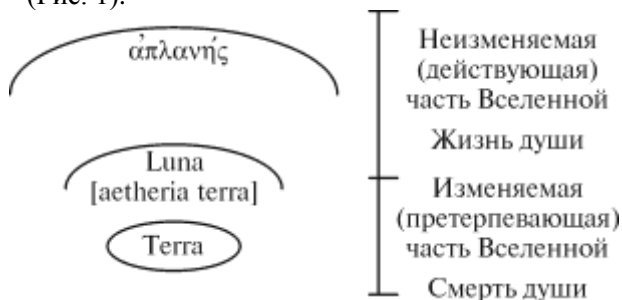 (Рис. 1).
ἀπλανής
Luna
[aetheria terra]
Terra
Неизменяемая
(действующая)
часть Вселенной
Жизнь души
Изменяемая
(претерпевающая)
часть Вселенной
Смерть души